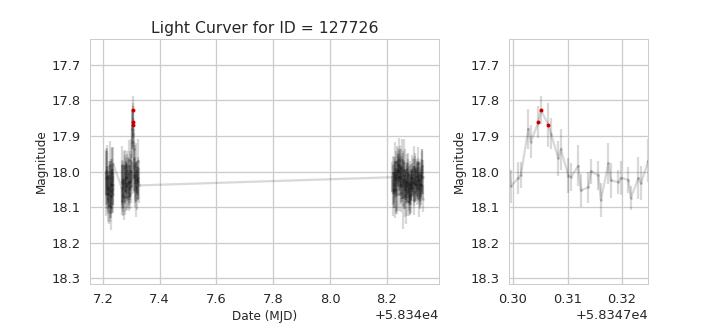 Light Curver for ID = 127726
Magnitude
17.7
17.8
17.9
18.0
18.1
18.2
18.3
7.2 7.4 7.6 7.8 8.0 8.2
Date (MJD)
+5.834e4
Magnitude
17.7
17.8
17.9
18.0
18.1
18.2
18.3
0.30 0.31 0.32
+5.8347e4